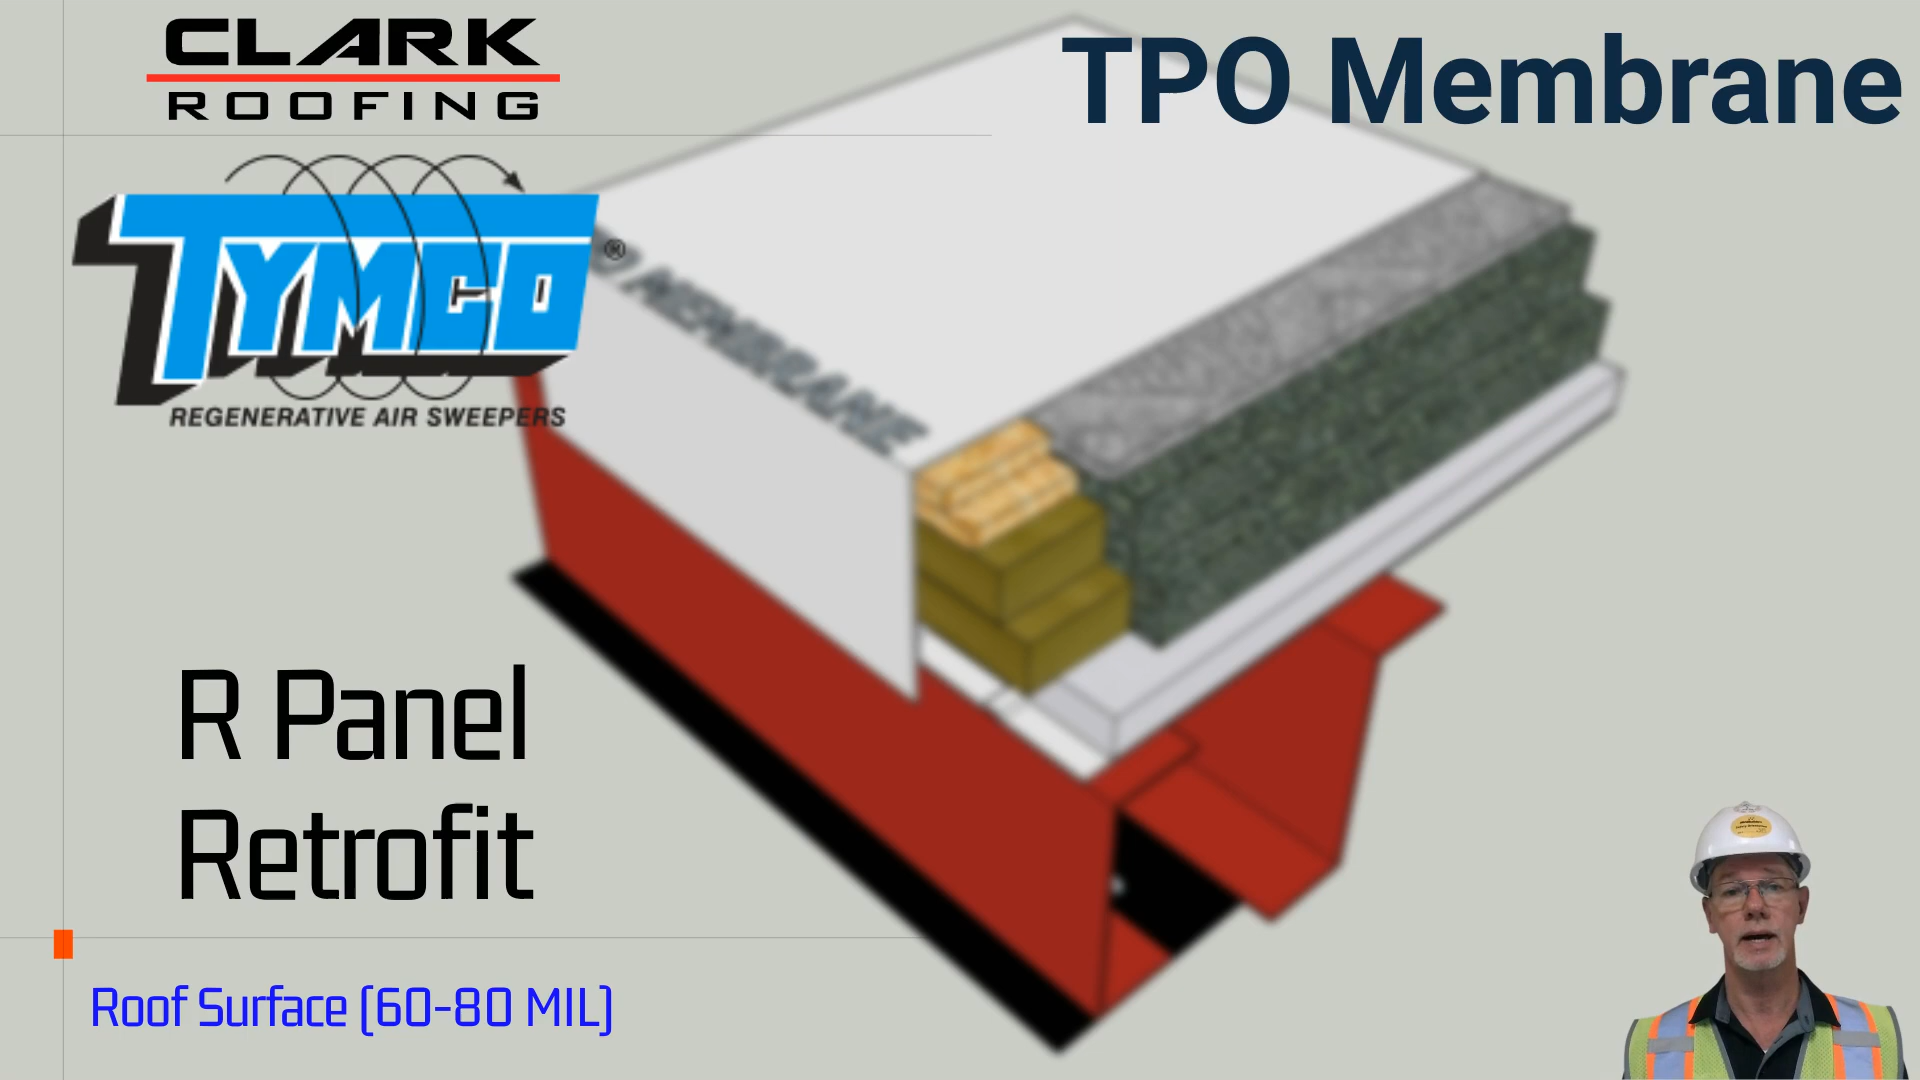 CLARK
ROOFING
TPO Membrane
TYMCO®
REGENERATIVE AIR SWEEPERS
MEMBRANE
R Panel
Retrofit
Roof Surface (60-80 MIL)